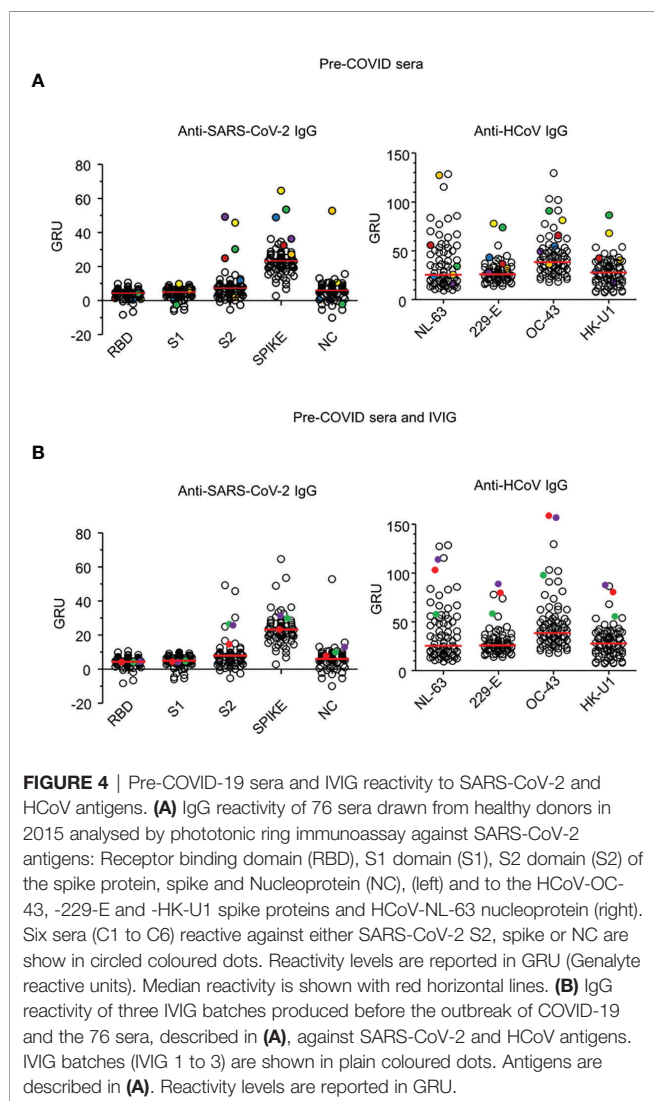 Pre-COVID sera
A
Anti-SARS-CoV-2 IgG
Anti-HCoV IgG
80
60
40
20
0
-20
GRU
RBD
S1
S2
SPIKE
NC
150
100
50
0
GRU
NL-63
229-E
OC-43
HK-U1
Pre-COVID sera and IVIG
B
Anti-SARS-CoV-2 IgG
Anti-HCoV IgG
80
60
40
20
0
-20
GRU
RBD
S1
S2
SPIKE
NC
150
100
50
0
GRU
NL-63
229-E
OC-43
HK-U1
FIGURE 4 | Pre-COVID-19 sera and IVIG reactivity to SARS-CoV-2 and
HCoV antigens. (A) IgG reactivity of 76 sera drawn from healthy donors in
2015 analysed by phototonic ring immunoassay against SARS-CoV-2
antigens: Receptor binding domain (RBD), S1 domain (S1), S2 domain (S2) of
the spike protein, spike and Nucleoprotein (NC), (left) and to the HCoV-OC-
43, -229-E and -HK-U1 spike proteins and HCoV-NL-63 nucleoprotein (right).
Six sera (C1 to C6) reactive against either SARS-CoV-2 S2, spike or NC are
show in circled coloured dots. Reactivity levels are reported in GRU (Genalyte
reactive units). Median reactivity is shown with red horizontal lines. (B) IgG
reactivity of three IVIG batches produced before the outbreak of COVID-19
and the 76 sera, described in (A), against SARS-CoV-2 and HCoV antigens.
IVIG batches (IVIG 1 to 3) are shown in plain coloured dots. Antigens are
described in (A). Reactivity levels are reported in GRU.